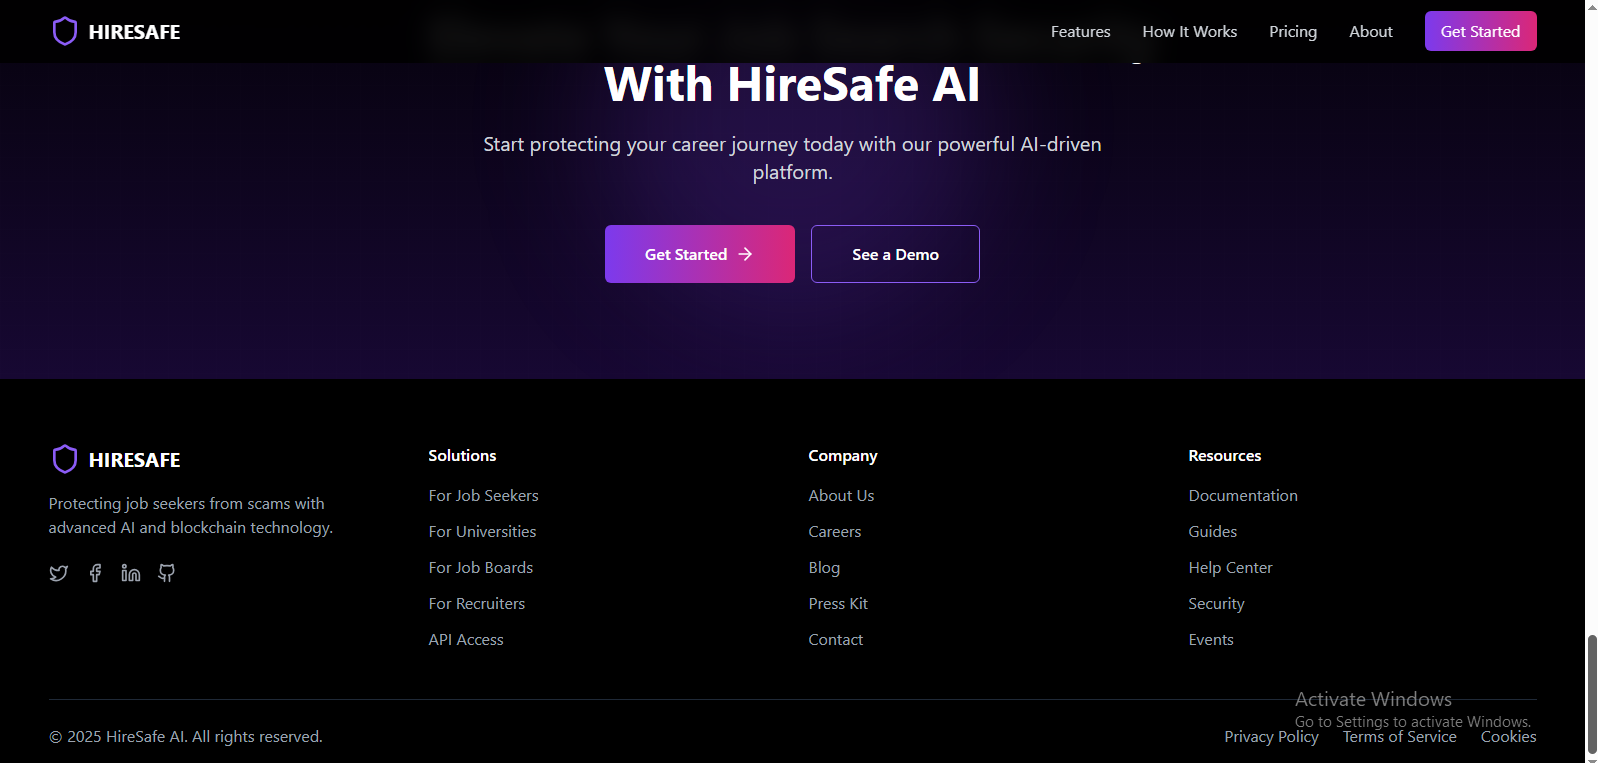 HIRESAFE
Features
How It Works
Pricing
About
Get Started
With HireSafe AI
Start protecting your career journey today with our powerful AI-driven
platform.
Get Started
See a Demo
HIRESAFE
Protecting job seekers from scams with
advanced AI and blockchain technology.
Solutions
For Job Seekers
For Universities
For Job Boards
For Recruiters
API Access
Company
About Us
Careers
Blog
Press Kit
Contact
Resources
Documentation
Guides
Help Center
Security
Events
Activate Windows
Go to Settings to activate Windows.
© 2025 HireSafe AI. All rights reserved.
Privacy Policy
Terms of Service
Cookies